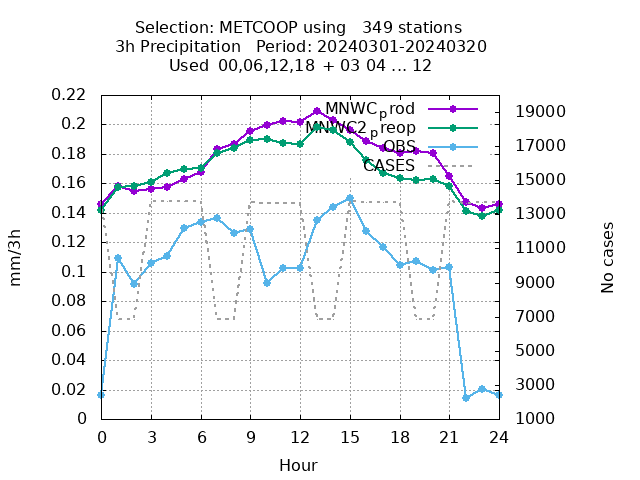 Selection: METCOOP using   349 stations
3h Precipitation   Period: 20240301-20240320
Used  00,06,12,18  + 03 04 ... 12
MNWC_prod
MNWC2_preop
OBS
CASES
0.22
0.2
0.18
0.16
0.14
0.12
0.1
0.08
0.06
0.04
0.02
0
mm/3h
19000
17000
15000
13000
11000
9000
7000
5000
3000
1000
No cases
0 3 6 9 12 15 18 21 24
Hour